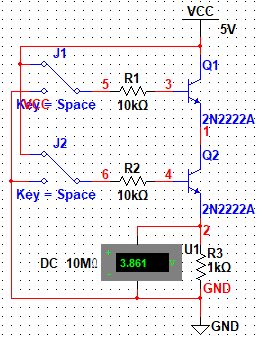 VCC
5V
J1
Q1
5
R1
3
Key = Space
VCC
10kΩ
2N2222A
1
J2
Q2
6
R2
4
Key = Space
10kΩ
2N2222A
2
U1
DC 10MΩ
+
3.861
V
-
R3
1kΩ
GND
GND